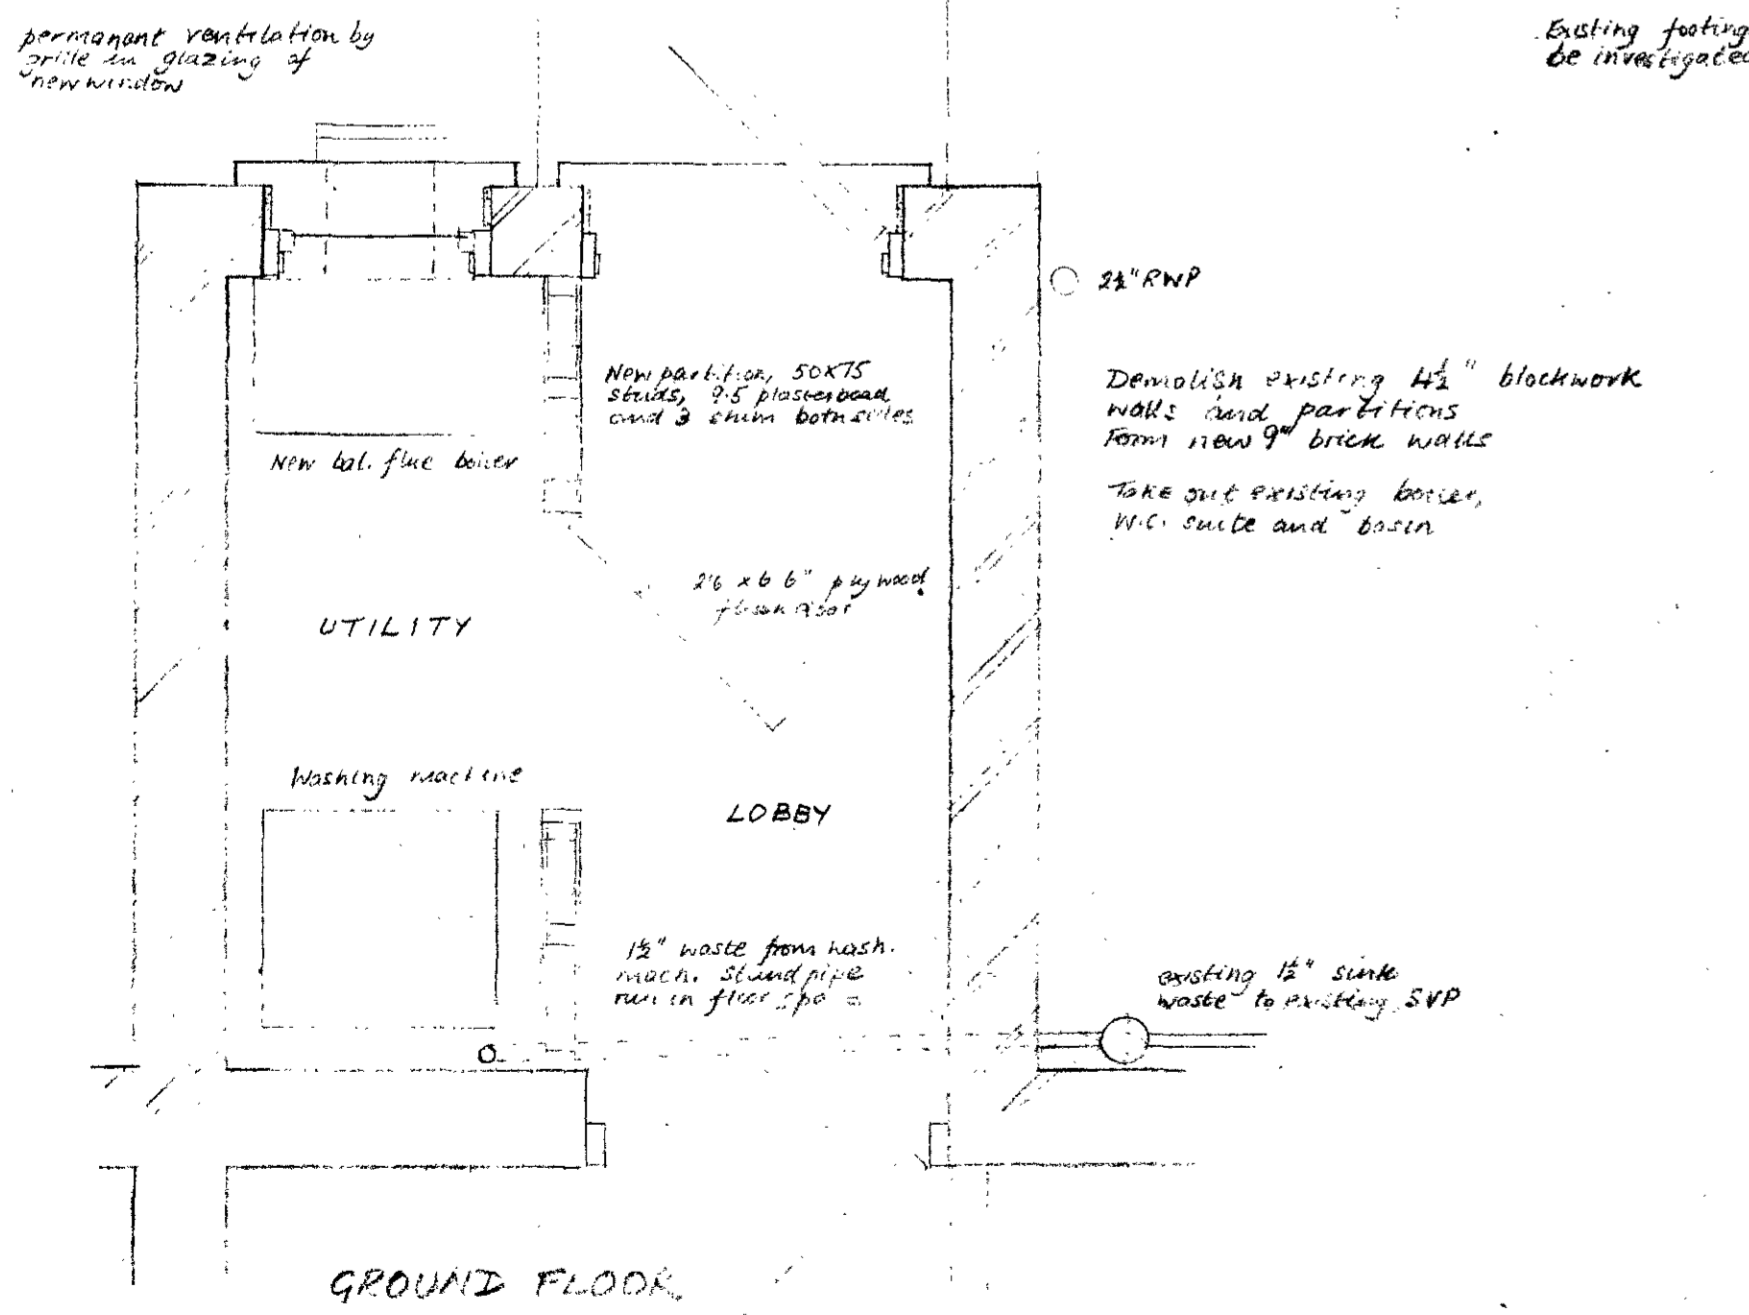 permanent ventilation by
grille in glazing of
new window
Existing footing
be investigated
2½" RWP
New partition, 50x75
studs, 9.5 plasterboard
and 3 skim both sides
Demolish existing 4½" blockwork
walls and partitions
Form new 9" brick walls
New bal. flue boiler
Take out existing boiler,
W.C. suite and basin
2'6 x 6'6" plywood
flush door
UTILITY
Washing machine
LOBBY
1½" waste from wash.
mach. standpipe
run in floor
existing 1½" sink
waste to existing SVP
GROUND FLOOR